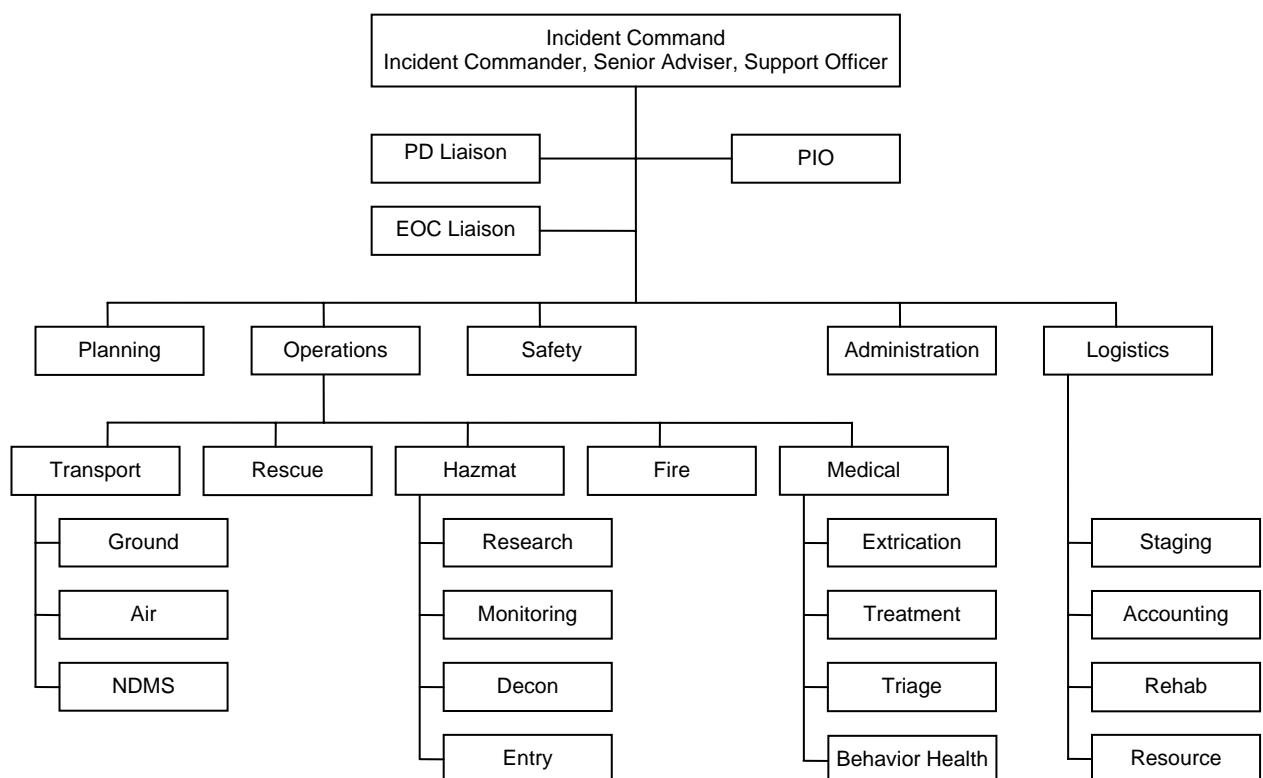 Incident Command
Incident Commander, Senior Adviser, Support Officer
PD Liaison
PIO
EOC Liaison
Planning
Operations
Safety
Administration
Logistics
Transport
Rescue
Hazmat
Fire
Medical
Ground
Research
Extrication
Staging
Air
Monitoring
Treatment
Accounting
NDMS
Decon
Triage
Rehab
Entry
Behavior Health
Resource